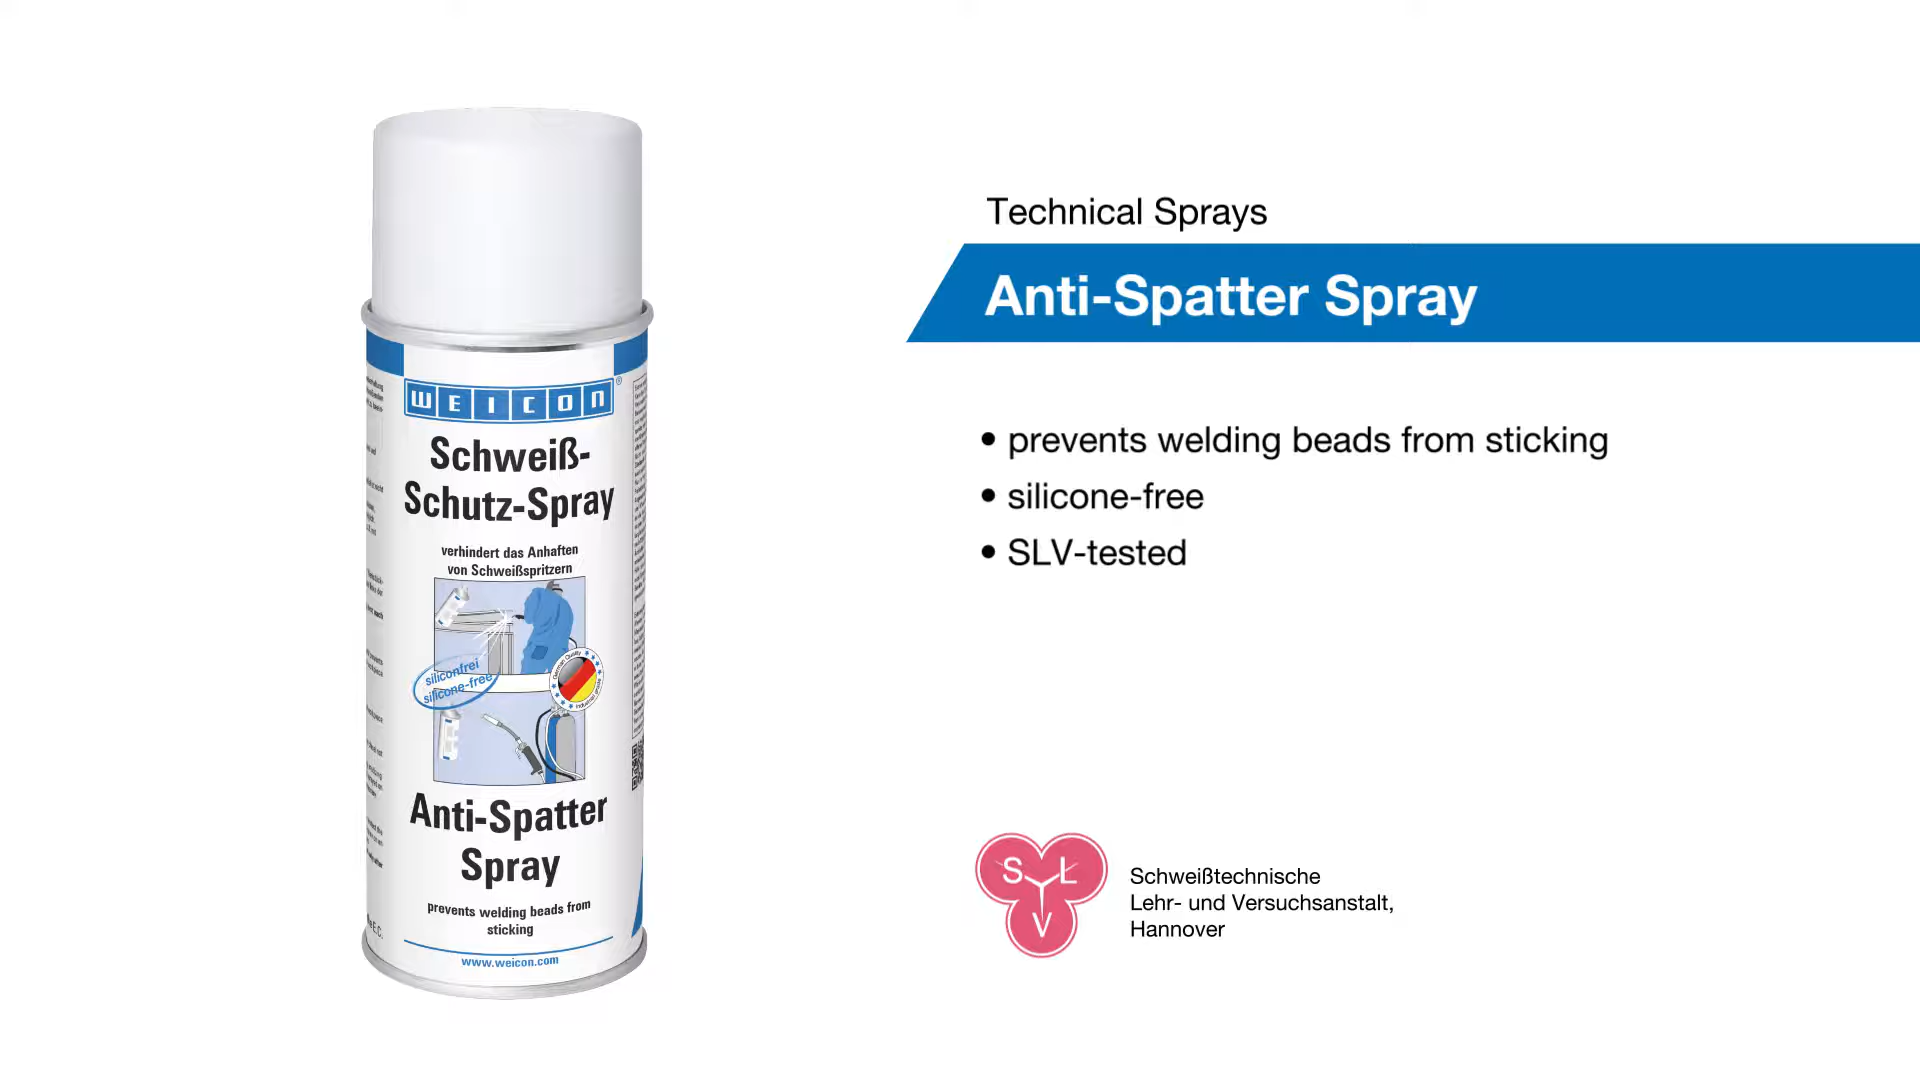 WEICON®
Schweiß-
Schutz-Spray
verhindert das Anhaften
von Schweißspritzern
siliconfrei
silicone-free
German Quality
Anti-Spatter
Spray
prevents welding beads from
sticking
www.weicon.com
Technical Sprays
Anti-Spatter Spray
• prevents welding beads from sticking
• silicone-free
• SLV-tested
S L
V
Schweißtechnische
Lehr- und Versuchsanstalt,
Hannover